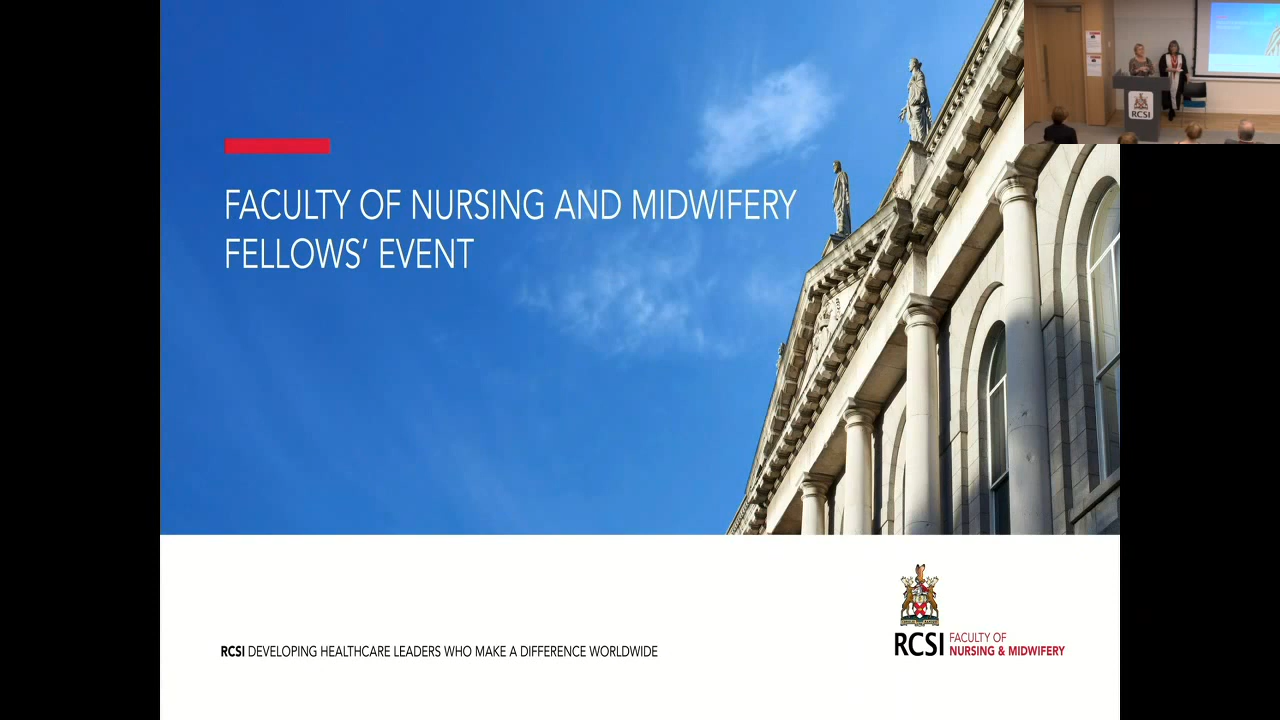 FACULTY OF NURSING AND MIDWIFERY
FELLOWS’ EVENT
RCSI
RCSI DEVELOPING HEALTHCARE LEADERS WHO MAKE A DIFFERENCE WORLDWIDE
RCSI FACULTY OF
NURSING & MIDWIFERY